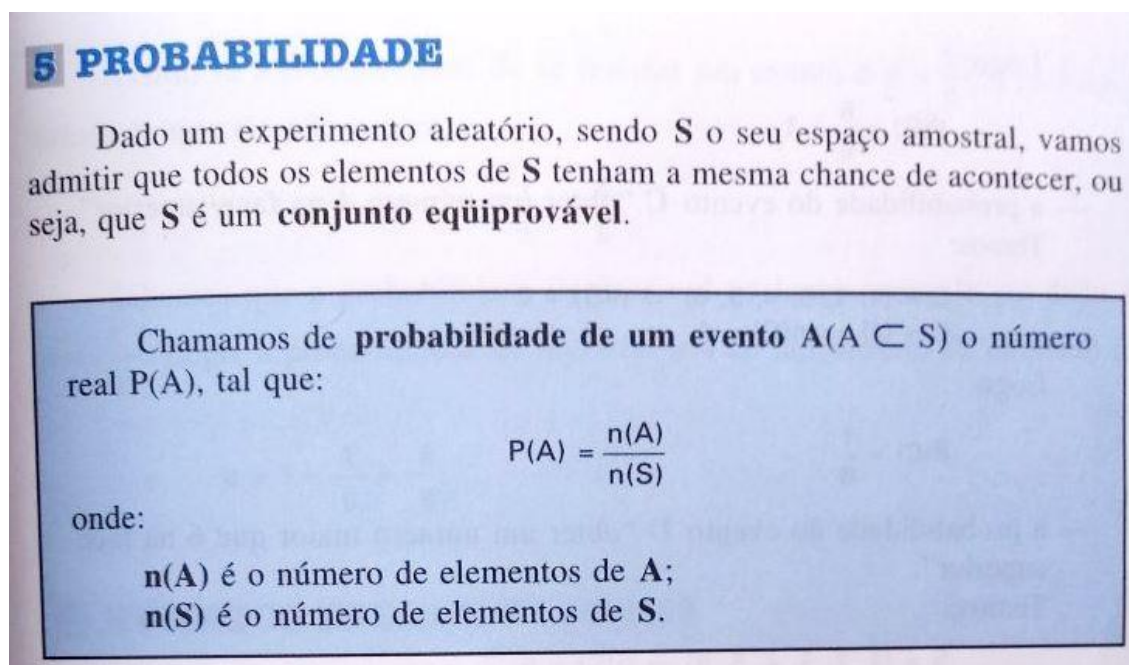 5 PROBABILIDADE
Dado um experimento aleatório, sendo S o seu espaço amostral, vamos
admitir que todos os elementos de S tenham a mesma chance de acontecer, ou
seja, que S é um conjunto eqüiprovável.
Chamamos de probabilidade de um evento A(A ⊂ S) o número
real P(A), tal que:
P(A) = n(A)/n(S)
onde:
n(A) é o número de elementos de A;
n(S) é o número de elementos de S.